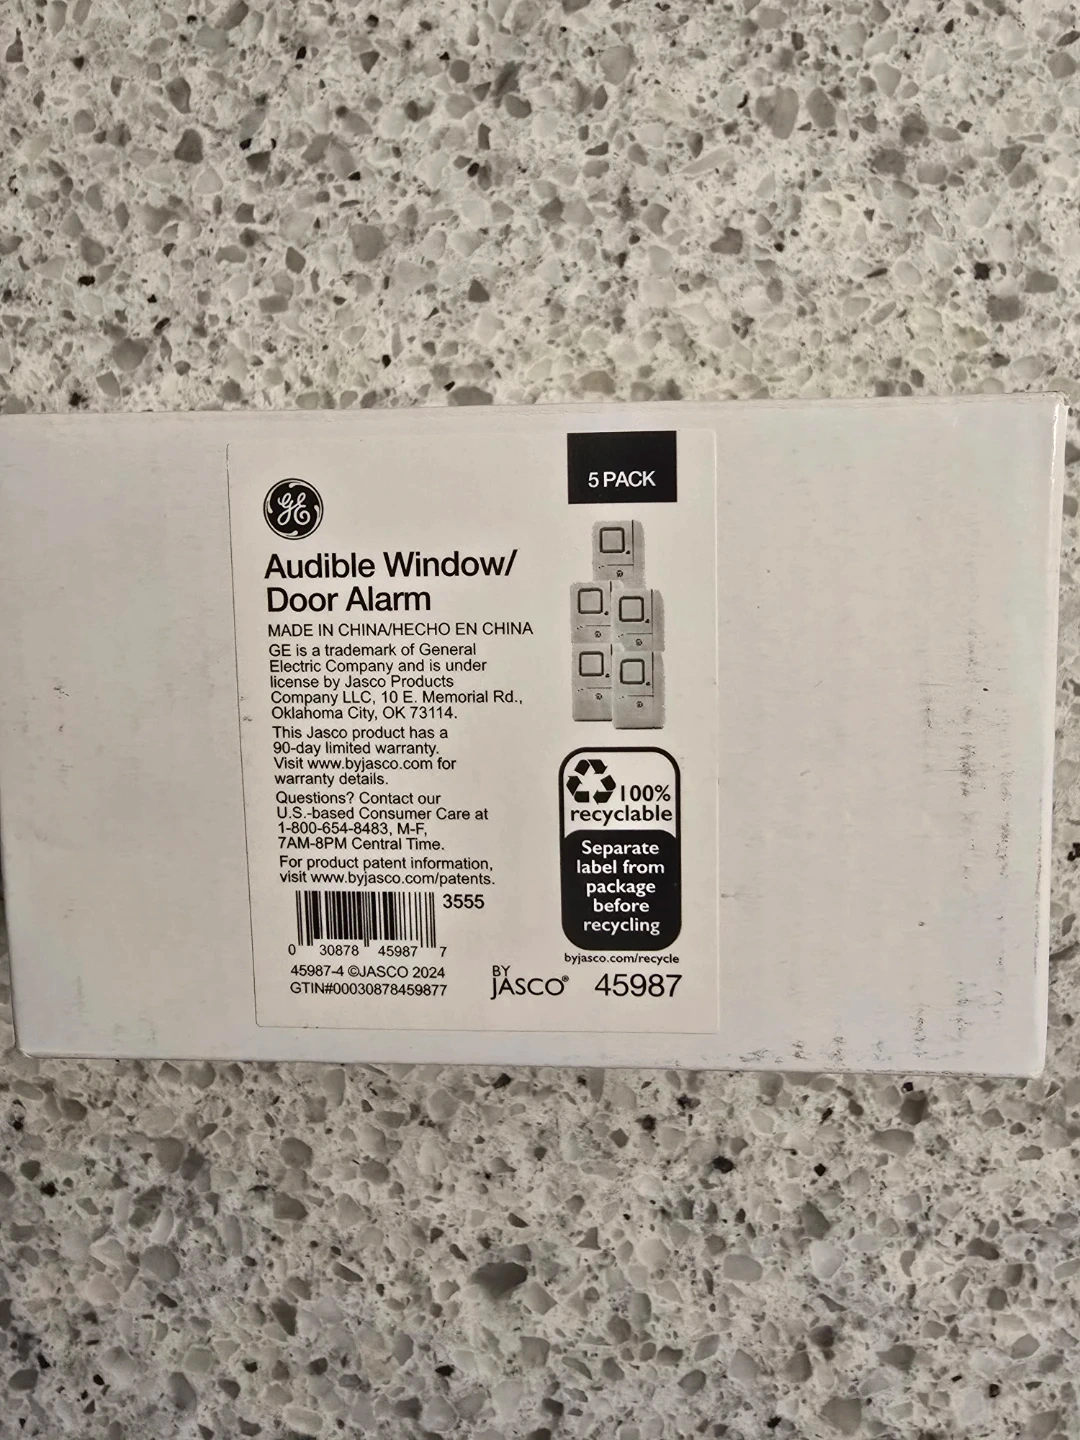 5 PACK
GE
Audible Window/
Door Alarm
MADE IN CHINA/HECHO EN CHINA
GE is a trademark of General
Electric Company and is under
license by Jasco Products
Company LLC, 10 E. Memorial Rd.,
Oklahoma City, OK 73114.
This Jasco product has a
90-day limited warranty.
Visit www.byjasco.com for
warranty details.
Questions? Contact our
U.S.-based Consumer Care at
1-800-654-8483, M-F,
7AM-8PM Central Time.
For product patent information,
visit www.byjasco.com/patents.
3555
0 30878 45987 7
45987-4 ©JASCO 2024
GTIN#00030878459877
100%
recyclable
Separate
label from
package
before
recycling
byjasco.com/recycle
BY
JASCO® 45987